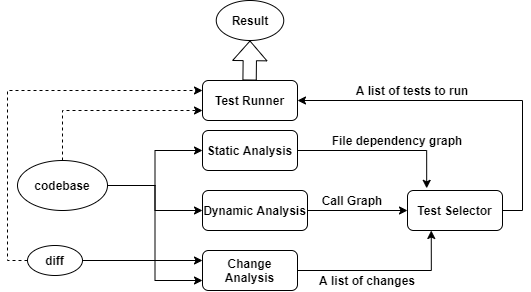 Result
A list of tests to run
Test Runner
Static Analysis
File dependency graph
codebase
Dynamic Analysis
Call Graph
Test Selector
diff
Change
Analysis
A list of changes